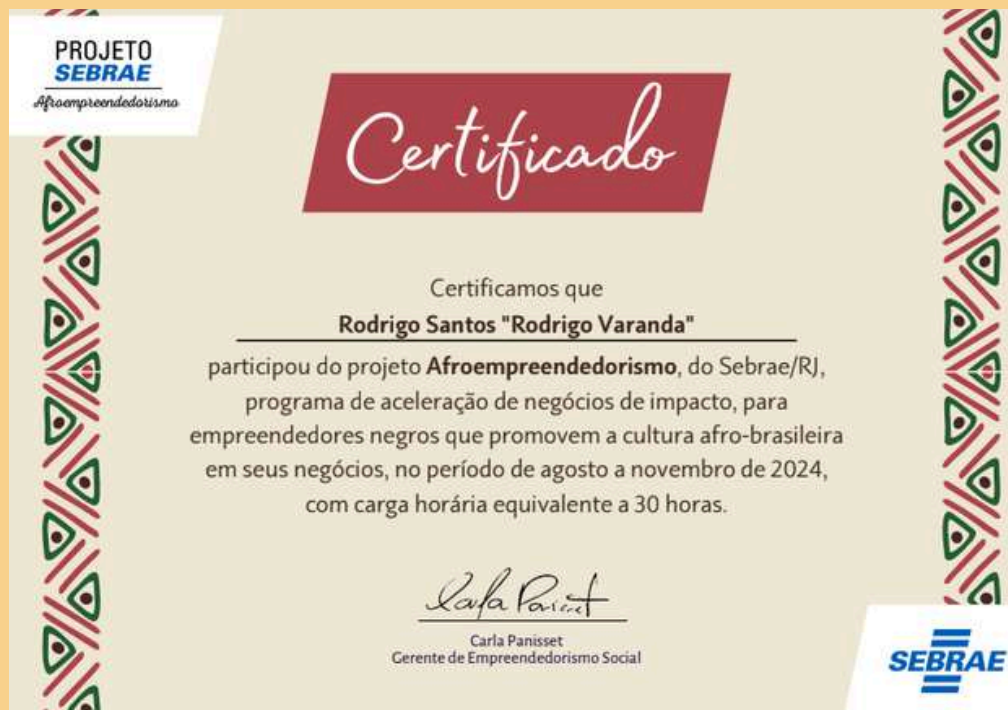 PROJETO
SEBRAE
Afroempreendedorismo
Certificado
Certificamos que
Rodrigo Santos "Rodrigo Varanda"
participou do projeto Afroempreendedorismo, do Sebrae/RJ,
programa de aceleração de negócios de impacto, para
empreendedores negros que promovem a cultura afro-brasileira
em seus negócios, no período de agosto a novembro de 2024,
com carga horária equivalente a 30 horas.
Carla Panisset
Carla Panisset
Gerente de Empreendedorismo Social
SEBRAE